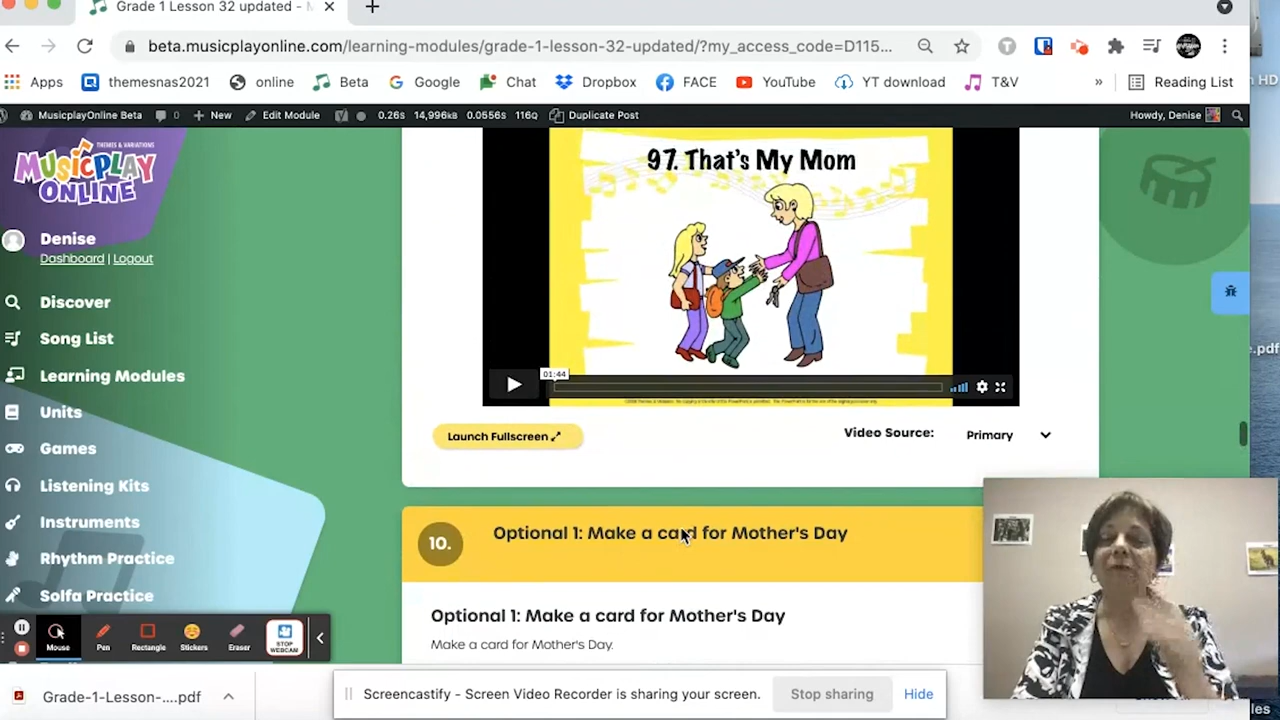 Grade 1 Lesson 32 updated -
beta.musicplayonline.com/learning-modules/grade-1-lesson-32-updated/?my_access_code=D115...
Apps themesnas2021 online Beta Google Chat Dropbox FACE YouTube YT download T&V » Reading List
MusicplayOnline Beta 0 New Edit Module 0.26s 14,996kB 0.0556s 116Q Duplicate Post Howdy, Denise
THEMES & VARIATIONS
MUSICPLAY
ONLINE
Denise
Dashboard | Logout
Discover
Song List
Learning Modules
Units
Games
Listening Kits
Instruments
Rhythm Practice
Solfa Practice
97. That's My Mom
01:44
Launch Fullscreen
Video Source: Primary
10. Optional 1: Make a card for Mother's Day
Optional 1: Make a card for Mother's Day
Make a card for Mother's Day.
Mouse Pen Rectangle Stickers Eraser STOP WEBCAM
Grade-1-Lesson-....pdf
Screencastify - Screen Video Recorder is sharing your screen. Stop sharing Hide
HD
e.pdf
les